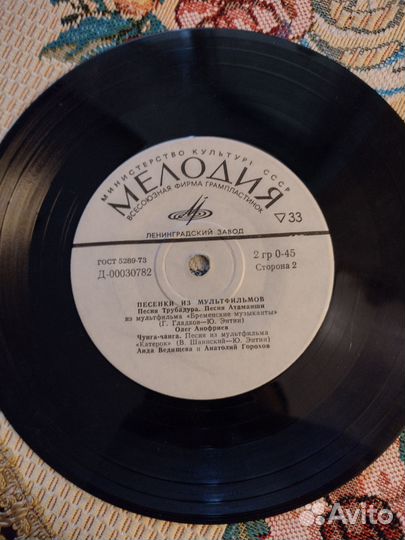 МИНИСТЕРСТВО КУЛЬТУРЫ СССР
МЕЛОДИЯ
ВСЕСОЮЗНАЯ ФИРМА ГРАМПЛАСТИНОК
▽33
ЛЕНИНГРАДСКИЙ ЗАВОД
ГОСТ 5289-73
2 гр 0-45
Д-00030782
Сторона 2
ПЕСЕНКИ ИЗ МУЛЬТФИЛЬМОВ
Песня Трубадура. Песня Атаманши
из мультфильма «Бременские музыканты»
(Г. Гладков—Ю. Энтин)
Олег Анофриев
Чунга-чанга. Песня из мультфильма
«Катерок» (В. Шаинский—Ю. Энтин)
Аида Ведищева и Анатолий Горохов
Avito